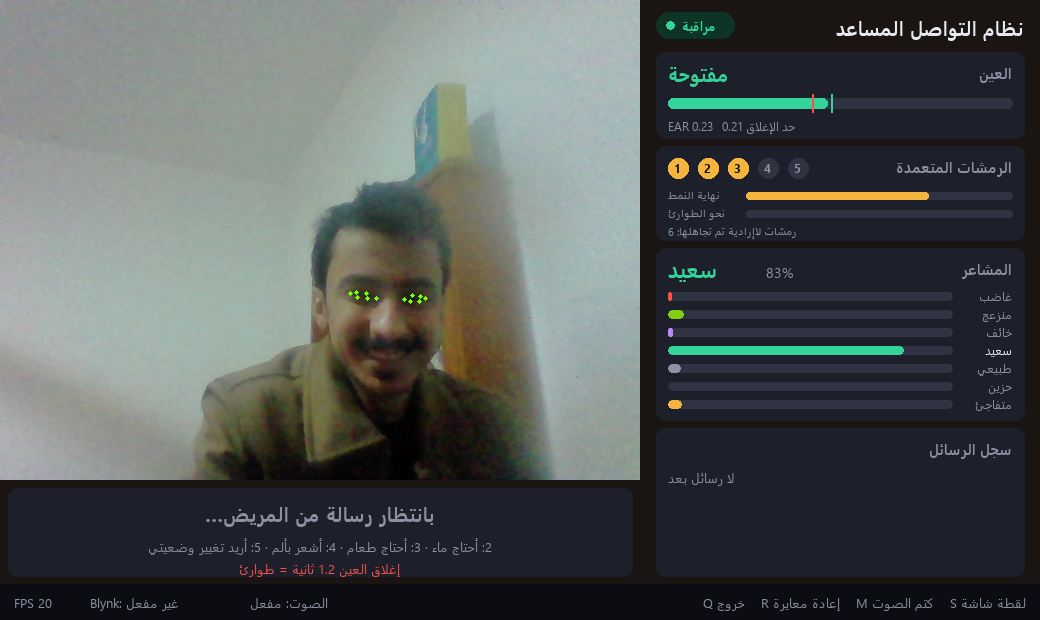 نظام التواصل المساعد
مراقبة
العين
مفتوحة
EAR 0.23 حد الإغلاق 0.21
الرمشات المتعمدة
1 2 3 4 5
نهاية النمط
نحو الطوارئ
رمشات لاإرادية تم تجاهلها: 6
المشاعر
83%
سعيد
غاضب
منزعج
خائف
سعيد
طبيعي
حزين
متفاجئ
سجل الرسائل
لا رسائل بعد
بانتظار رسالة من المريض...
2: أحتاج ماء · 3: أحتاج طعام · 4: أشعر بألم · 5: أريد تغيير وضعيتي
إغلاق العين 1.2 ثانية = طوارئ
FPS 20
Blynk: غير مفعل
الصوت: مفعل
لقطة شاشة S كتم الصوت M إعادة معايرة R خروج Q